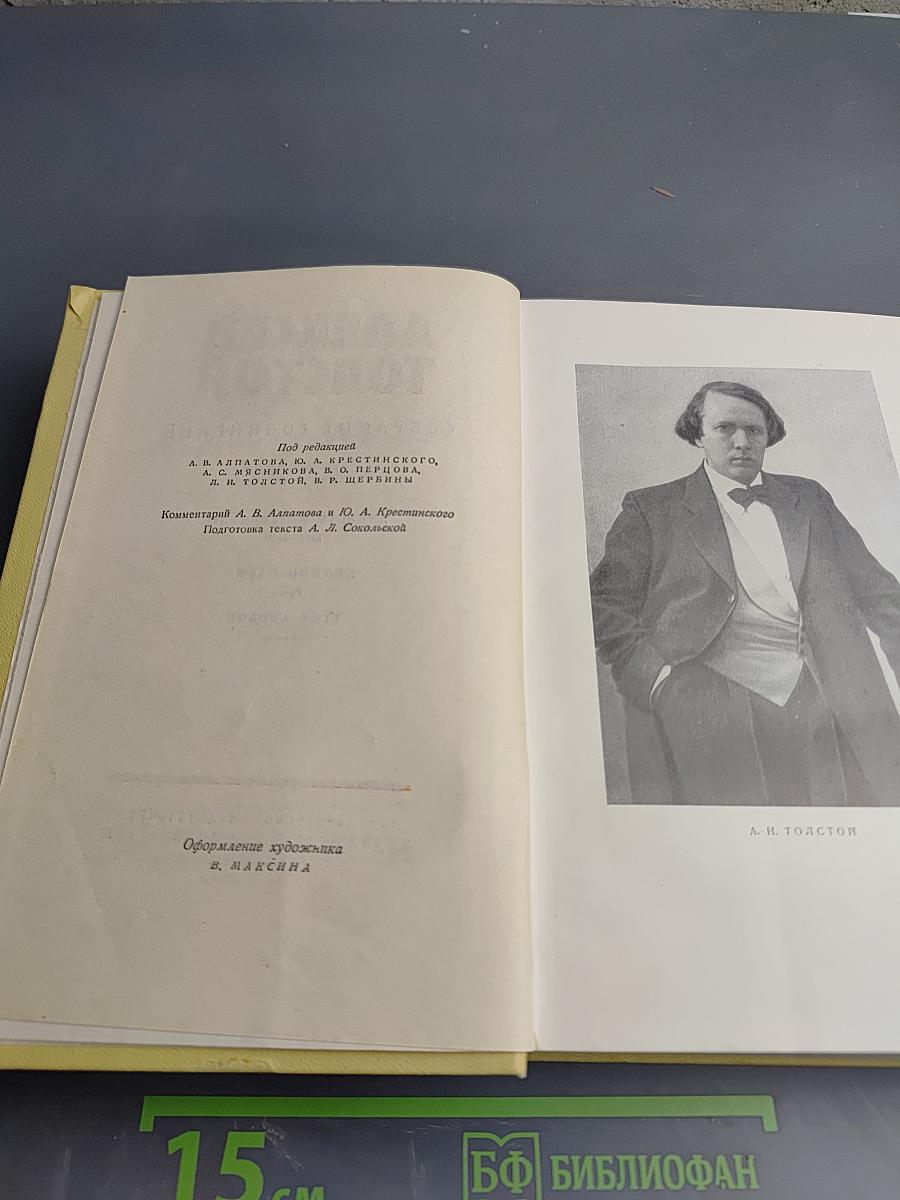 Под редакцией
А. В. АЛПАТОВА, Ю. А. КРЕСТИНСКОГО,
А. С. МЯСНИКОВА, В. О. ПЕРЦОВА,
Л. И. ТОЛСТОЙ, В. Р. ЩЕРБИНЫ
Комментарий А. В. Алпатова и Ю. А. Крестинского
Подготовка текста А. Л. Сокольской
Оформление художника
В. МАКСИНА
А. Н. ТОЛСТОЙ
15 см
БФ БИБЛИОФАН